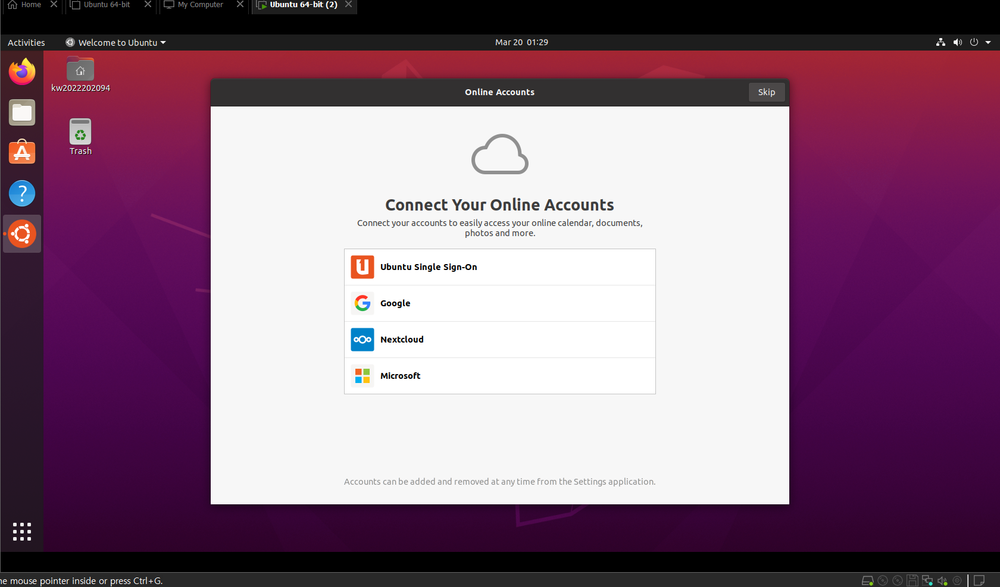 Home
Ubuntu 64-bit
My Computer
Ubuntu 64-bit (2)
Activities
Welcome to Ubuntu
Mar 20 01:29
kw2022202094
Trash
Online Accounts
Skip
Connect Your Online Accounts
Connect your accounts to easily access your online calendar, documents,
photos and more.
Ubuntu Single Sign-On
Google
Nextcloud
Microsoft
Accounts can be added and removed at any time from the Settings application.
mouse pointer inside or press Ctrl+G.